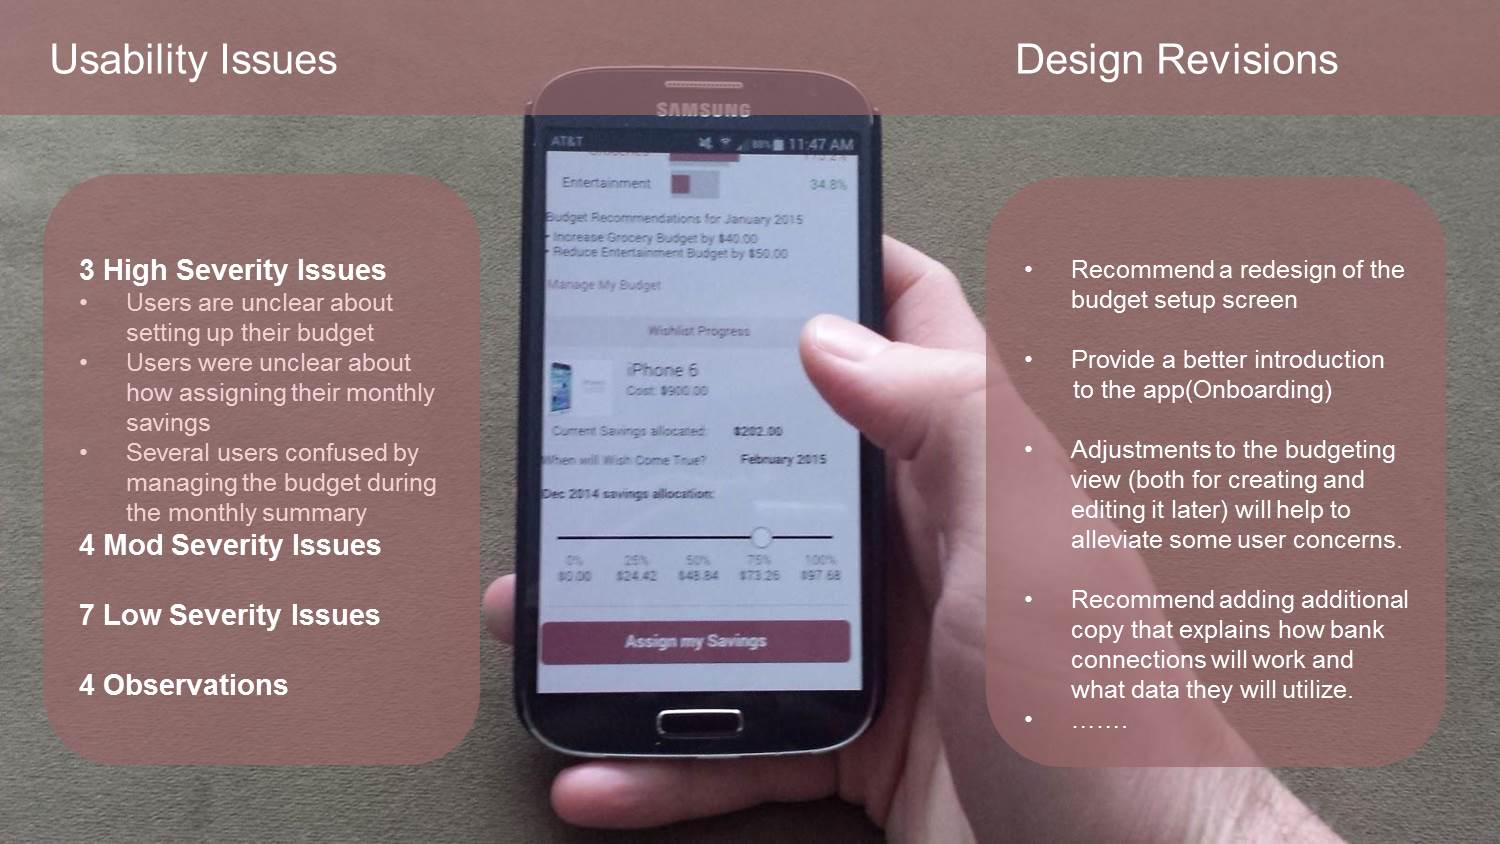 Usability Issues
Design Revisions
3 High Severity Issues
• Users are unclear about
setting up their budget
• Users were unclear about
how assigning their monthly
savings
• Several users confused by
managing the budget during
the monthly summary
4 Mod Severity Issues
7 Low Severity Issues
4 Observations
SAMSUNG
AT&T 88% 11:47 AM
Entertainment 34.8%
Budget Recommendations for January 2015
• Increase Grocery Budget by $40.00
• Reduce Entertainment Budget by $50.00
Manage My Budget
Wishlist Progress
iPhone 6
Cost: $900.00
Current Savings allocated: $202.00
When will Wish Come True? February 2015
Dec 2014 savings allocation:
0% 25% 50% 75% 100%
$0.00 $24.42 $48.84 $73.26 $97.68
Assign my Savings
• Recommend a redesign of the
budget setup screen
• Provide a better introduction
to the app(Onboarding)
• Adjustments to the budgeting
view (both for creating and
editing it later) will help to
alleviate some user concerns.
• Recommend adding additional
copy that explains how bank
connections will work and
what data they will utilize.
• …….